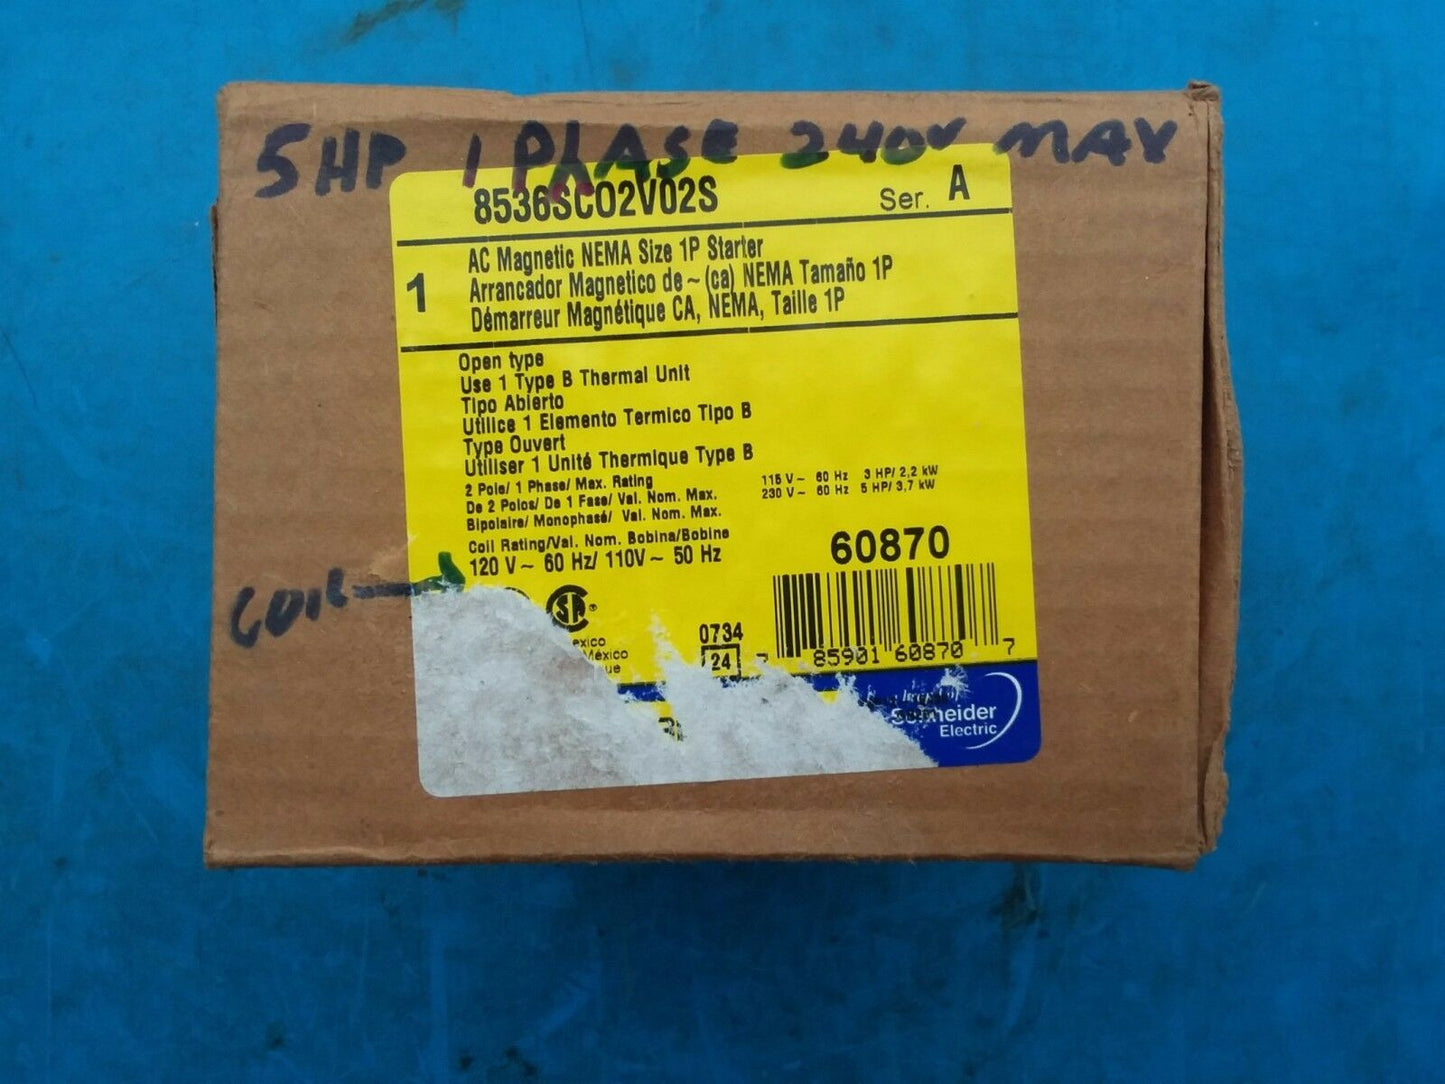 5HP 1 PhASE 240V MAX
8536SCO2V02S Ser. A
1
AC Magnetic NEMA Size 1P Starter
Arrancador Magnetico de ~ (ca) NEMA Tamaño 1P
Démarreur Magnétique CA, NEMA, Taille 1P
Open type
Use 1 Type B Thermal Unit
Tipo Abierto
Utilice 1 Elemento Termico Tipo B
Type Ouvert
Utiliser 1 Unité Thermique Type B
2 Pole/ 1 Phase/ Max. Rating
De 2 Polos/ De 1 Fase/ Val. Nom. Max.
Bipolaire/ Monophasé/ Val. Nom. Max.
115 V ~ 60 Hz 3 HP/ 2,2 kW
230 V ~ 60 Hz 5 HP/ 3,7 kW
Coil Rating/Val. Nom. Bobina/Bobine
120 V ~ 60 Hz/ 110V ~ 50 Hz
COIL
60870
SA
®
exico
México
ue
0734
24
7 85901 60870 7
Schneider
Electric